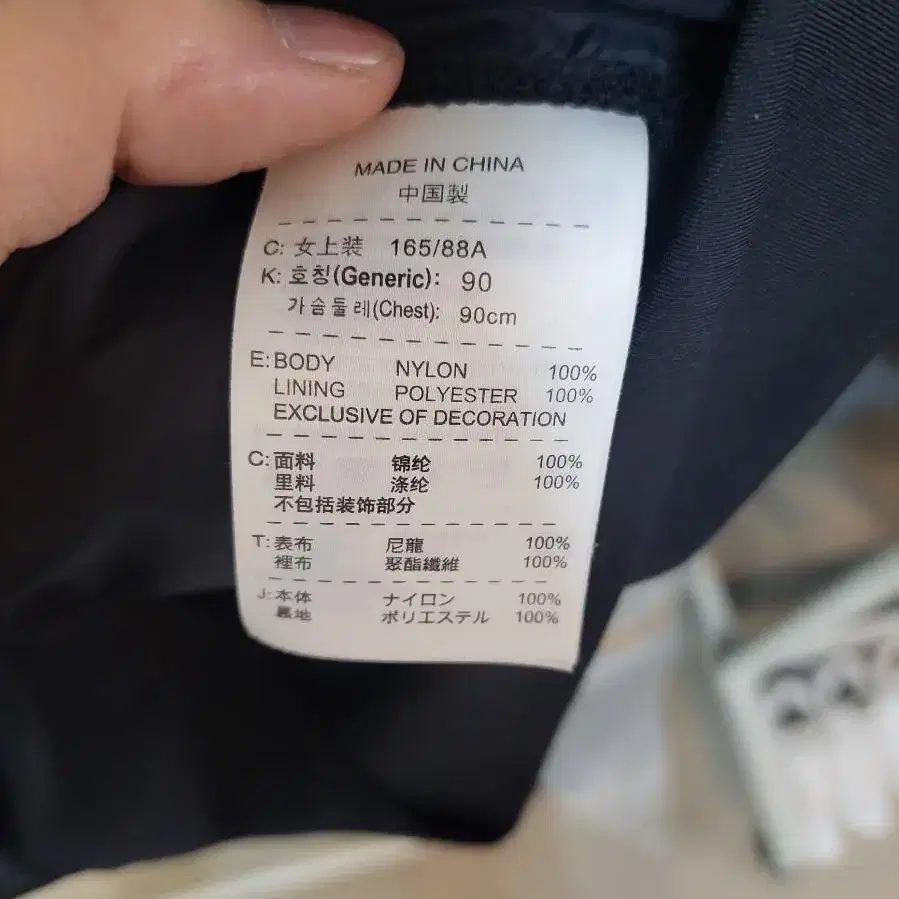 MADE IN CHINA
中国製
C: 女上装 165/88A
K: 호칭(Generic): 90
가슴둘레(Chest): 90cm
E: BODY NYLON 100%
LINING POLYESTER 100%
EXCLUSIVE OF DECORATION
C: 面料 锦纶 100%
里料 涤纶 100%
不包括装饰部分
T: 表布 尼龍 100%
裡布 聚酯纖維 100%
J: 本体 ナイロン 100%
裏地 ポリエステル 100%